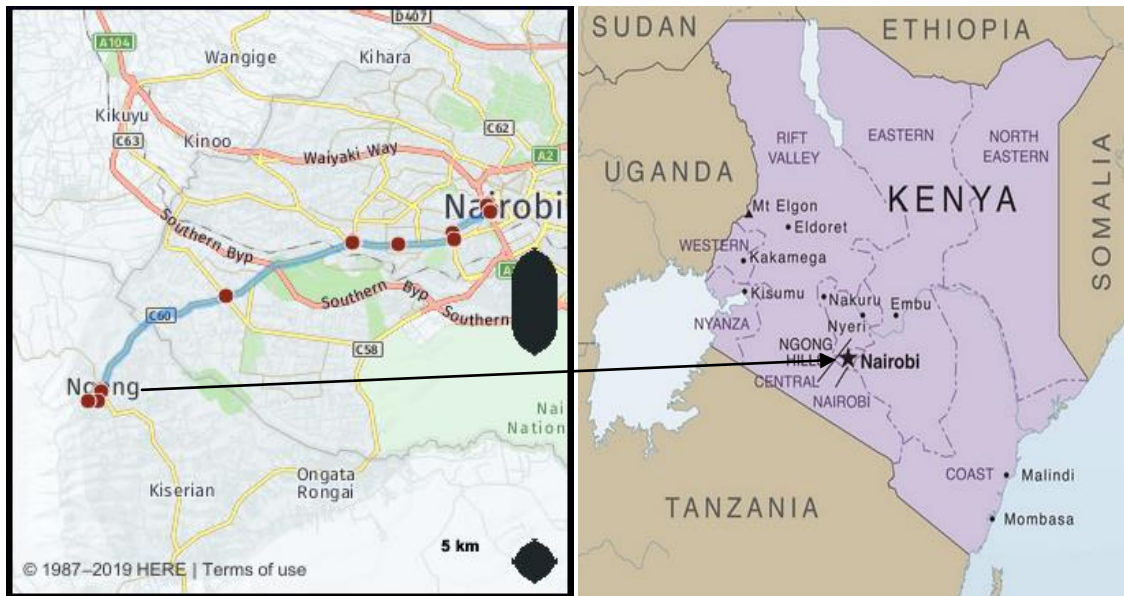 D407
A104
Wangige
Kihara
Kikuyu
C63
Kinoo
C62
Waiyaki Way
A2
Nairobi
Southern Byp
Southern Byp
Southern
C60
C58
Ngong
Nai
Nation
Ongata
Rongai
Kiserian
5 km
© 1987–2019 HERE | Terms of use
SUDAN
ETHIOPIA
RIFT
VALLEY
EASTERN
NORTH
EASTERN
UGANDA
KENYA
SOMALIA
Mt Elgon
Eldoret
WESTERN
Kakamega
Kisumu
Nakuru
Embu
NYANZA
Nyeri
NGONG
HILL
Nairobi
CENTRAL
NAIROBI
COAST
Malindi
TANZANIA
Mombasa